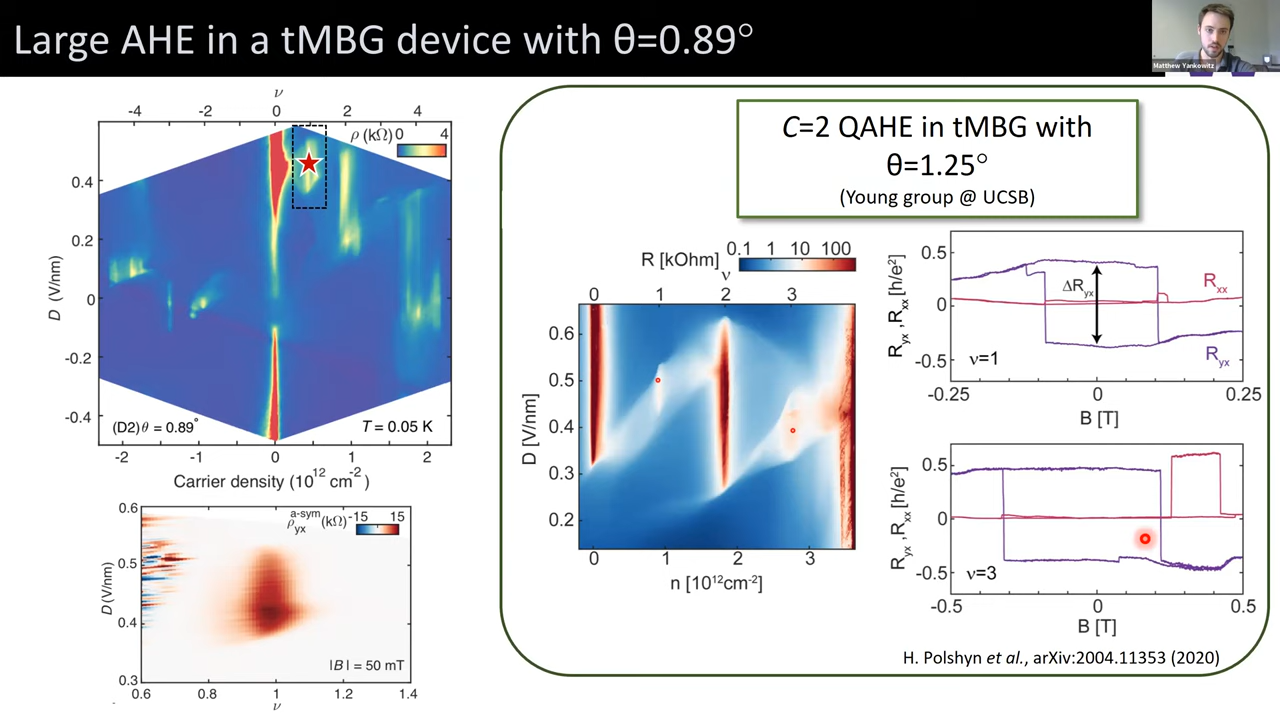 Large AHE in a tMBG device with θ=0.89°
Matthew Yankowitz
ν
-4 -2 0 2 4
ρ (kΩ) 0 4
D (V/nm)
0.4
0.2
0
-0.2
-0.4
(D2) θ = 0.89°
T = 0.05 K
-2 -1 0 1 2
Carrier density (10¹² cm⁻²)
ρyx a-sym (kΩ) -15 15
D (V/nm)
0.6
0.5
0.4
0.3
|B| = 50 mT
0.6 0.8 1 1.2 1.4
ν
C=2 QAHE in tMBG with
θ=1.25°
(Young group @ UCSB)
R [kOhm] 0.1 1 10 100
ν
0 1 2 3
D [V/nm]
0.6
0.5
0.4
0.3
0.2
0 1 2 3
n [10¹²cm⁻²]
Ryx ,Rxx [h/e²]
0.5
0
-0.5
ΔRyx
Rxx
Ryx
ν=1
-0.25 0 0.25
B [T]
Ryx ,Rxx [h/e²]
0.5
0
-0.5
ν=3
-0.5 0 0.5
B [T]
H. Polshyn et al., arXiv:2004.11353 (2020)